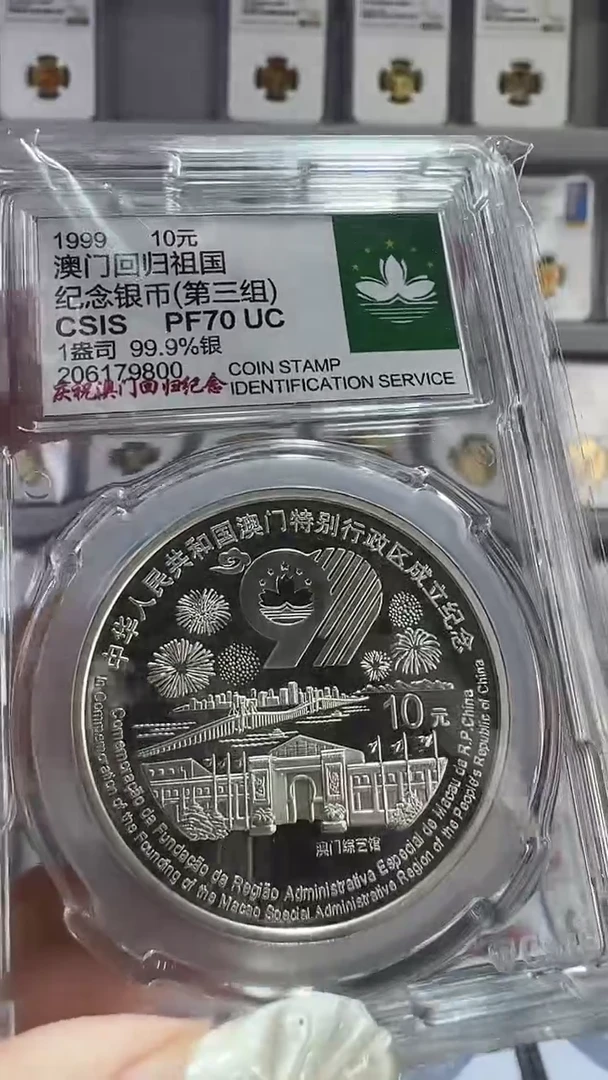 1999 10元
澳门回归祖国
纪念银币(第三组)
CSIS PF70 UC
1盎司 99.9%银
206179800
庆祝澳门回归纪念
COIN STAMP
IDENTIFICATION SERVICE
中华人民共和国澳门特别行政区成立纪念
99
10元
澳门综艺馆
Comemoração da Fundação da Região Administrativa Especial de Macau da R.P.China
In Commemoration of the Founding of the Macao Special Administrative Region of the People's Republic of China